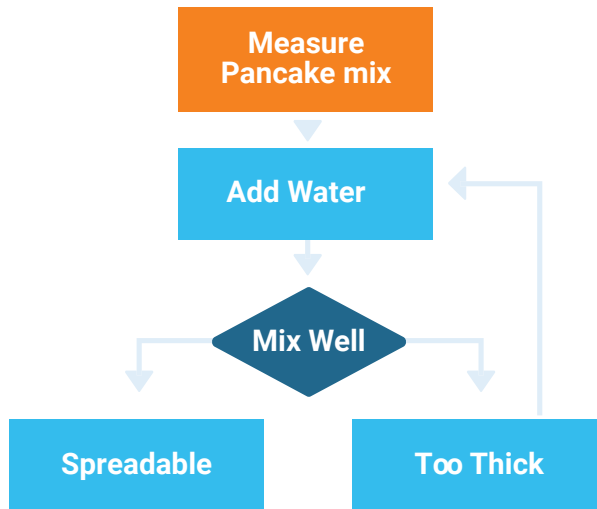 Measure
Pancake mix
Add Water
Mix Well
Spreadable
Too Thick